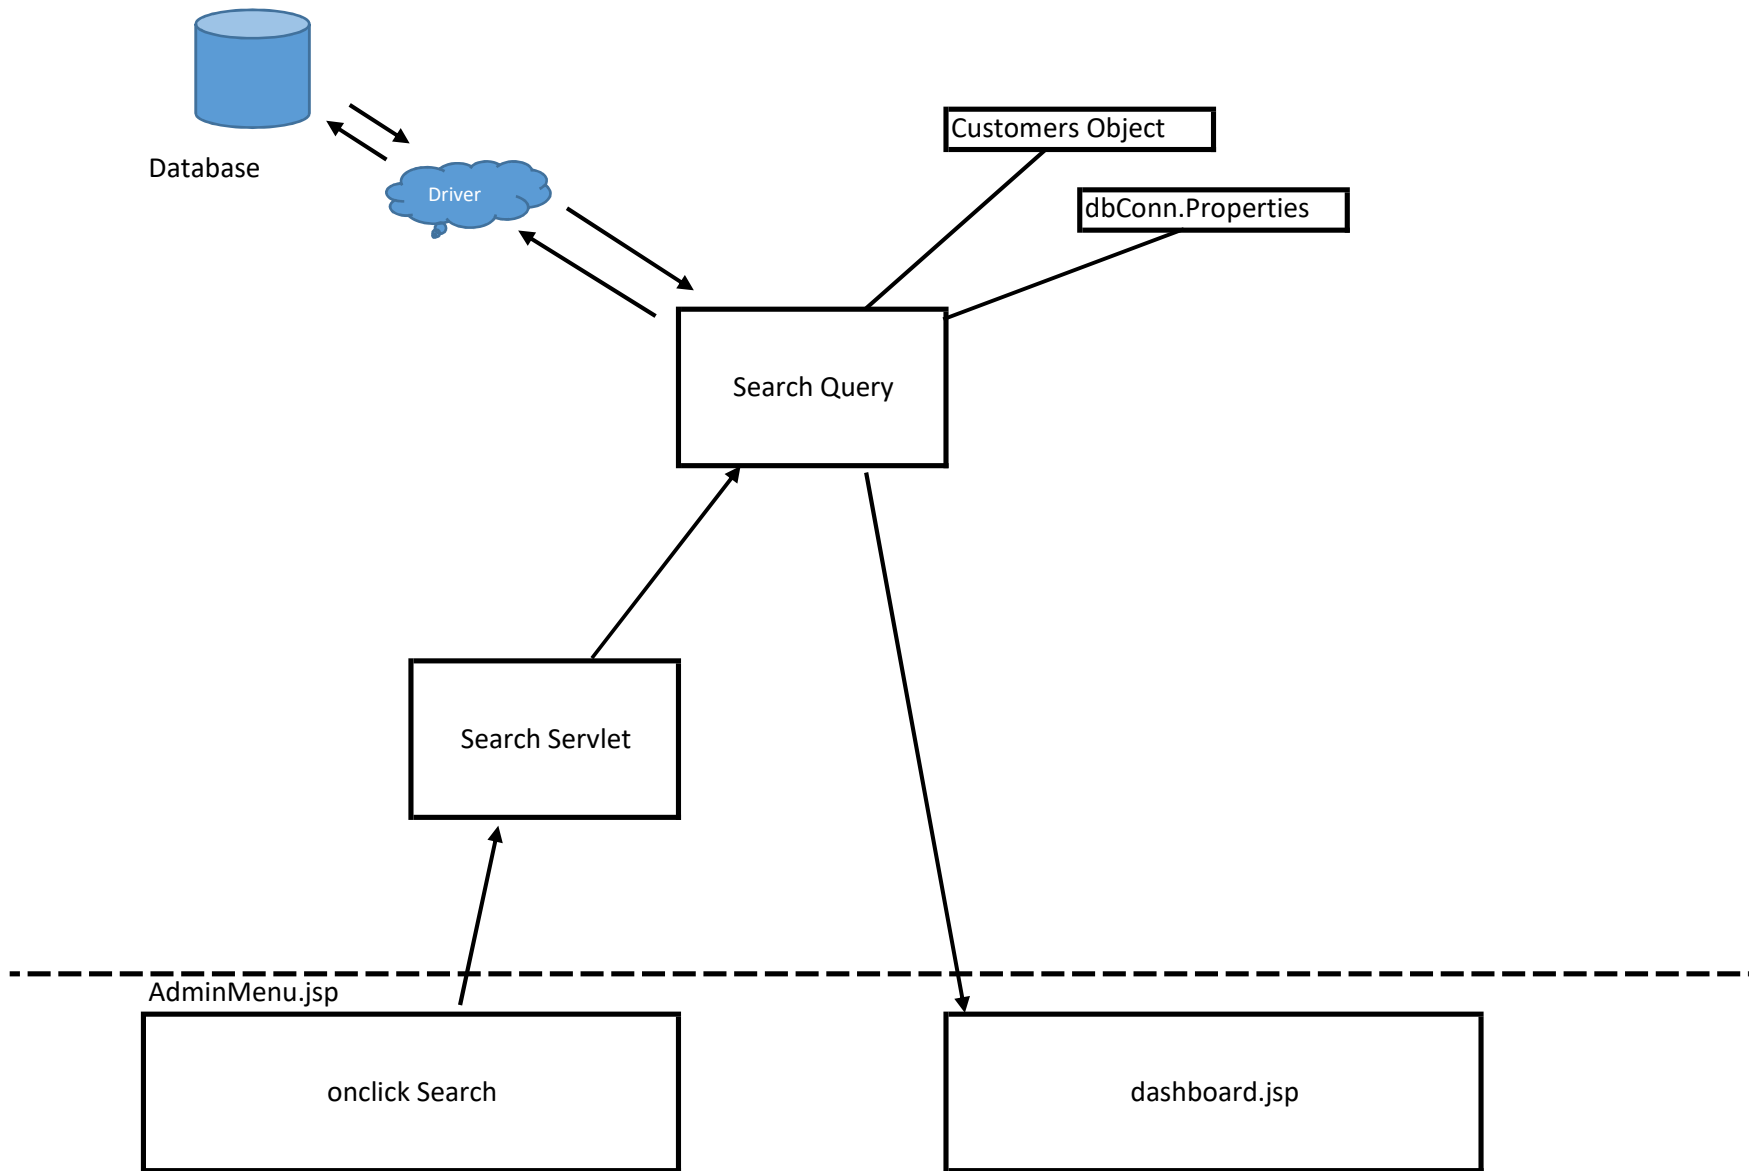 Customers Object
Database
Driver
dbConn.Properties
Search Query
Search Servlet
AdminMenu.jsp
onclick Search
dashboard.jsp